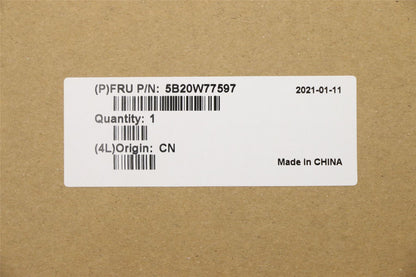 (P)FRU P/N: 5B20W77597 2021-01-11
Quantity: 1
(4L)Origin: CN
Made in CHINA